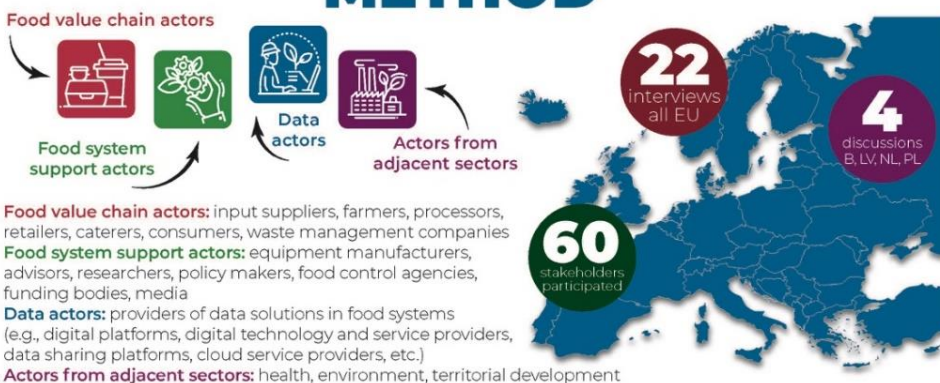 METHOD
Food value chain actors
Food system
support actors
Data
actors
Actors from
adjacent sectors
22
interviews
all EU
4
discussions
B, LV, NL, PL
60
stakeholders
participated
Food value chain actors: input suppliers, farmers, processors,
retailers, caterers, consumers, waste management companies
Food system support actors: equipment manufacturers,
advisors, researchers, policy makers, food control agencies,
funding bodies, media
Data actors: providers of data solutions in food systems
(e.g., digital platforms, digital technology and service providers,
data sharing platforms, cloud service providers, etc.)
Actors from adjacent sectors: health, environment, territorial development